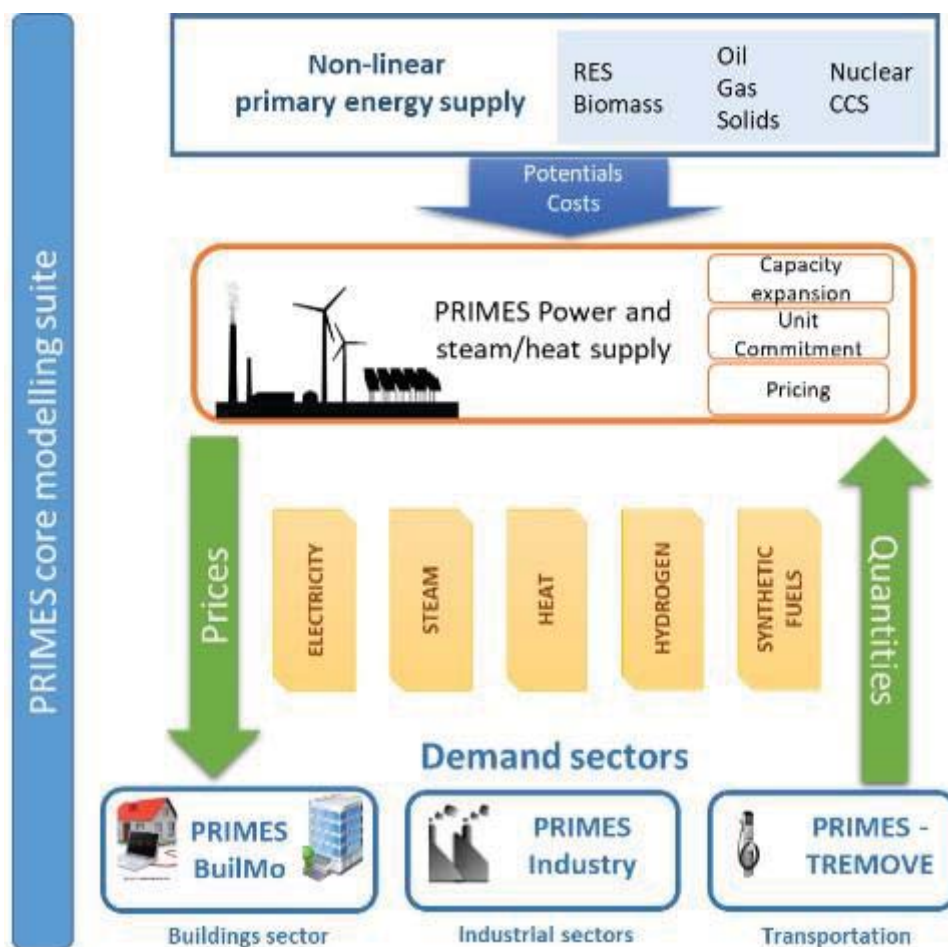 PRIMES core modelling suite
Non-linear
primary energy supply
RES
Biomass
Oil
Gas
Solids
Nuclear
CCS
Potentials
Costs
PRIMES Power and
steam/heat supply
Capacity
expansion
Unit
Commitment
Pricing
Prices
ELECTRICITY
STEAM
HEAT
HYDROGEN
SYNTHETIC
FUELS
Quantities
Demand sectors
PRIMES
BuilMo
PRIMES
Industry
PRIMES -
TREMOVE
Buildings sector
Industrial sectors
Transportation